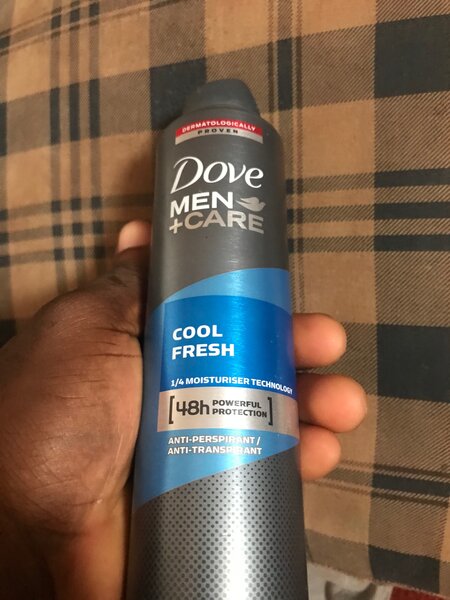 DERMATOLOGICALLY
PROVEN
Dove
MEN
+CARE
COOL
FRESH
1/4 MOISTURISER TECHNOLOGY
[48h POWERFUL
PROTECTION]
ANTI-PERSPIRANT/
ANTI-TRANSPIRANT